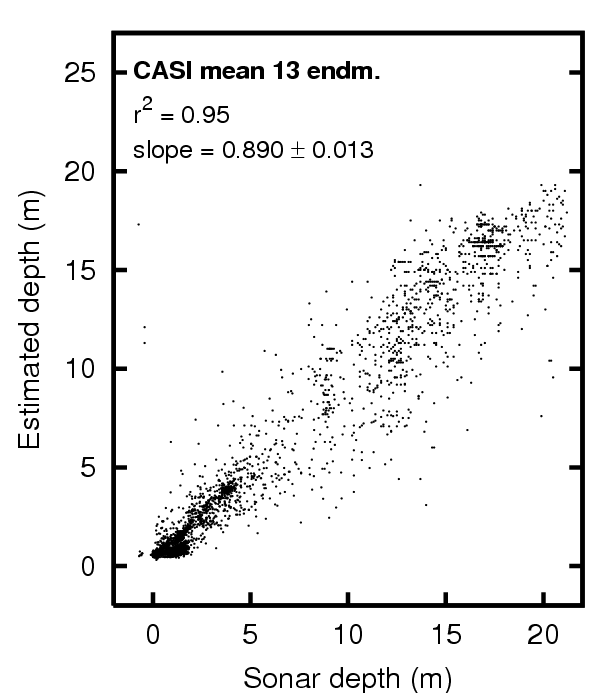 CASI mean 13 endm.
r² = 0.95
slope = 0.890 ± 0.013
25
20
15
10
5
0
Estimated depth (m)
0 5 10 15 20
Sonar depth (m)